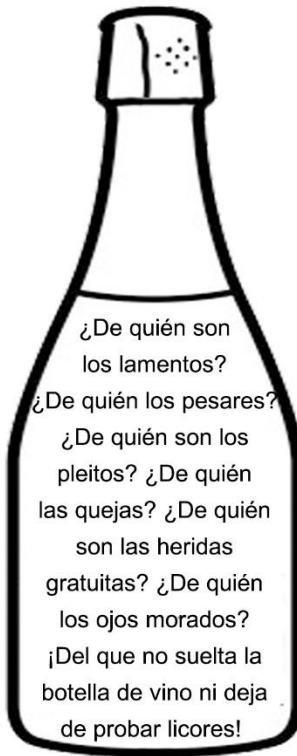 ¿De quién son
los lamentos?
¿De quién los pesares?
¿De quién son los
pleitos? ¿De quién
las quejas? ¿De quién
son las heridas
gratuitas? ¿De quién
los ojos morados?
¡Del que no suelta la
botella de vino ni deja
de probar licores!